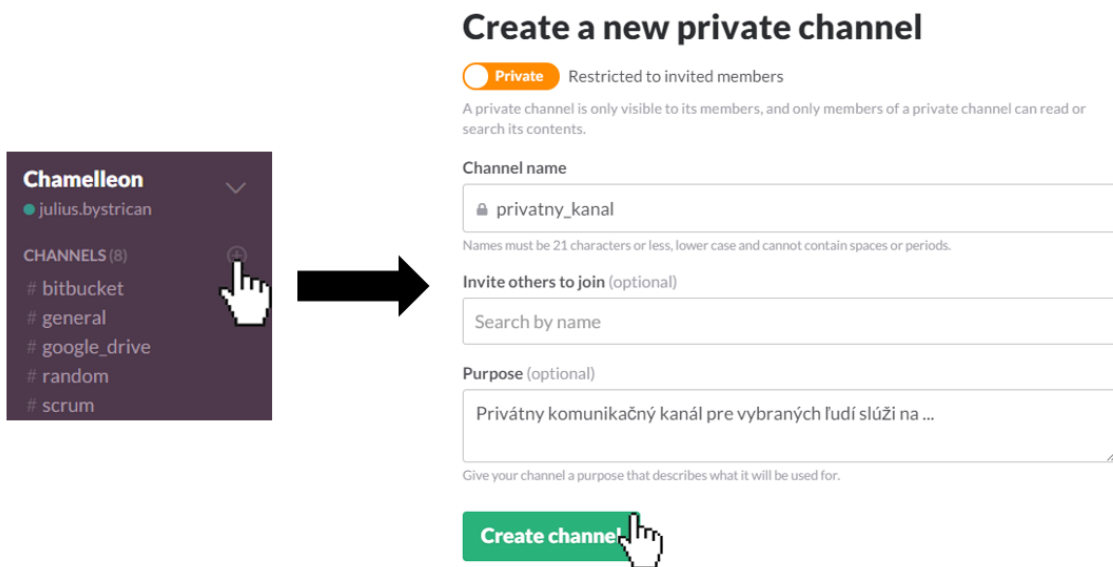 Chamelleon
julius.bystrican
CHANNELS (8)
# bitbucket
# general
# google_drive
# random
# scrum
Create a new private channel
Private Restricted to invited members
A private channel is only visible to its members, and only members of a private channel can read or
search its contents.
Channel name
privatny_kanal
Names must be 21 characters or less, lower case and cannot contain spaces or periods.
Invite others to join (optional)
Search by name
Purpose (optional)
Privátny komunikačný kanál pre vybraných ľudí slúži na ...
Give your channel a purpose that describes what it will be used for.
Create channel